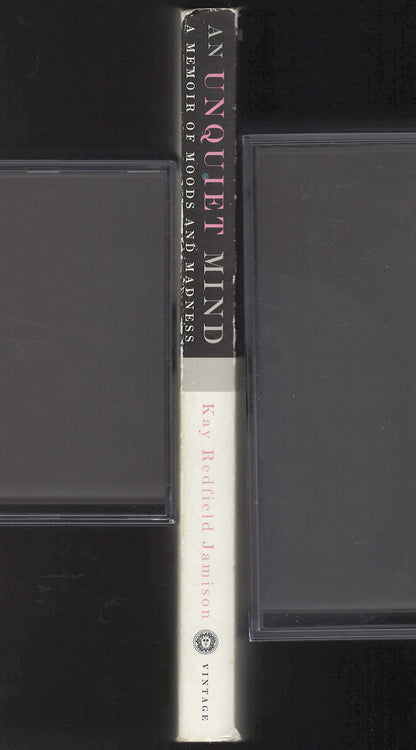 AN UNQUIET MIND
A MEMOIR OF MOODS AND MADNESS
Kay Redfield Jamison
VINTAGE